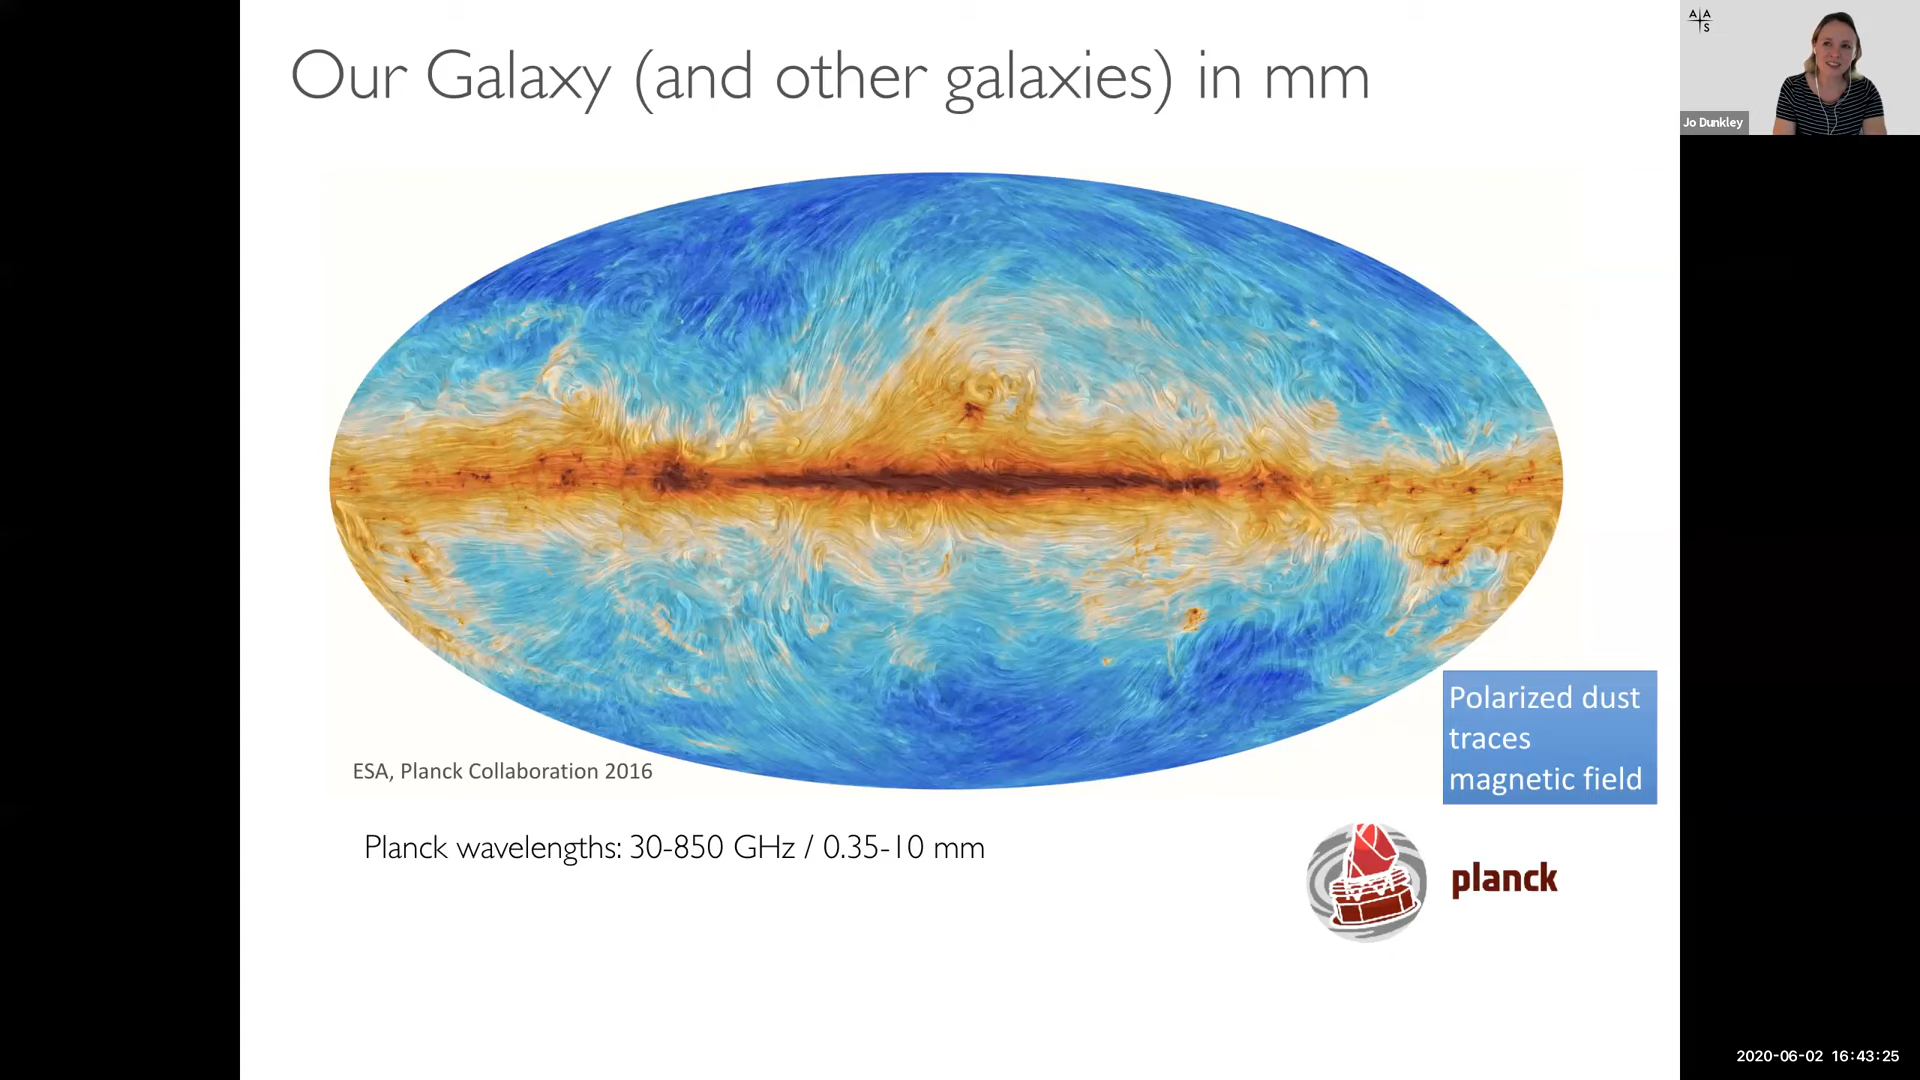 Our Galaxy (and other galaxies) in mm
A A
S
Jo Dunkley
ESA, Planck Collaboration 2016
Polarized dust
traces
magnetic field
Planck wavelengths: 30-850 GHz / 0.35-10 mm
planck
2020-06-02 16:43:25